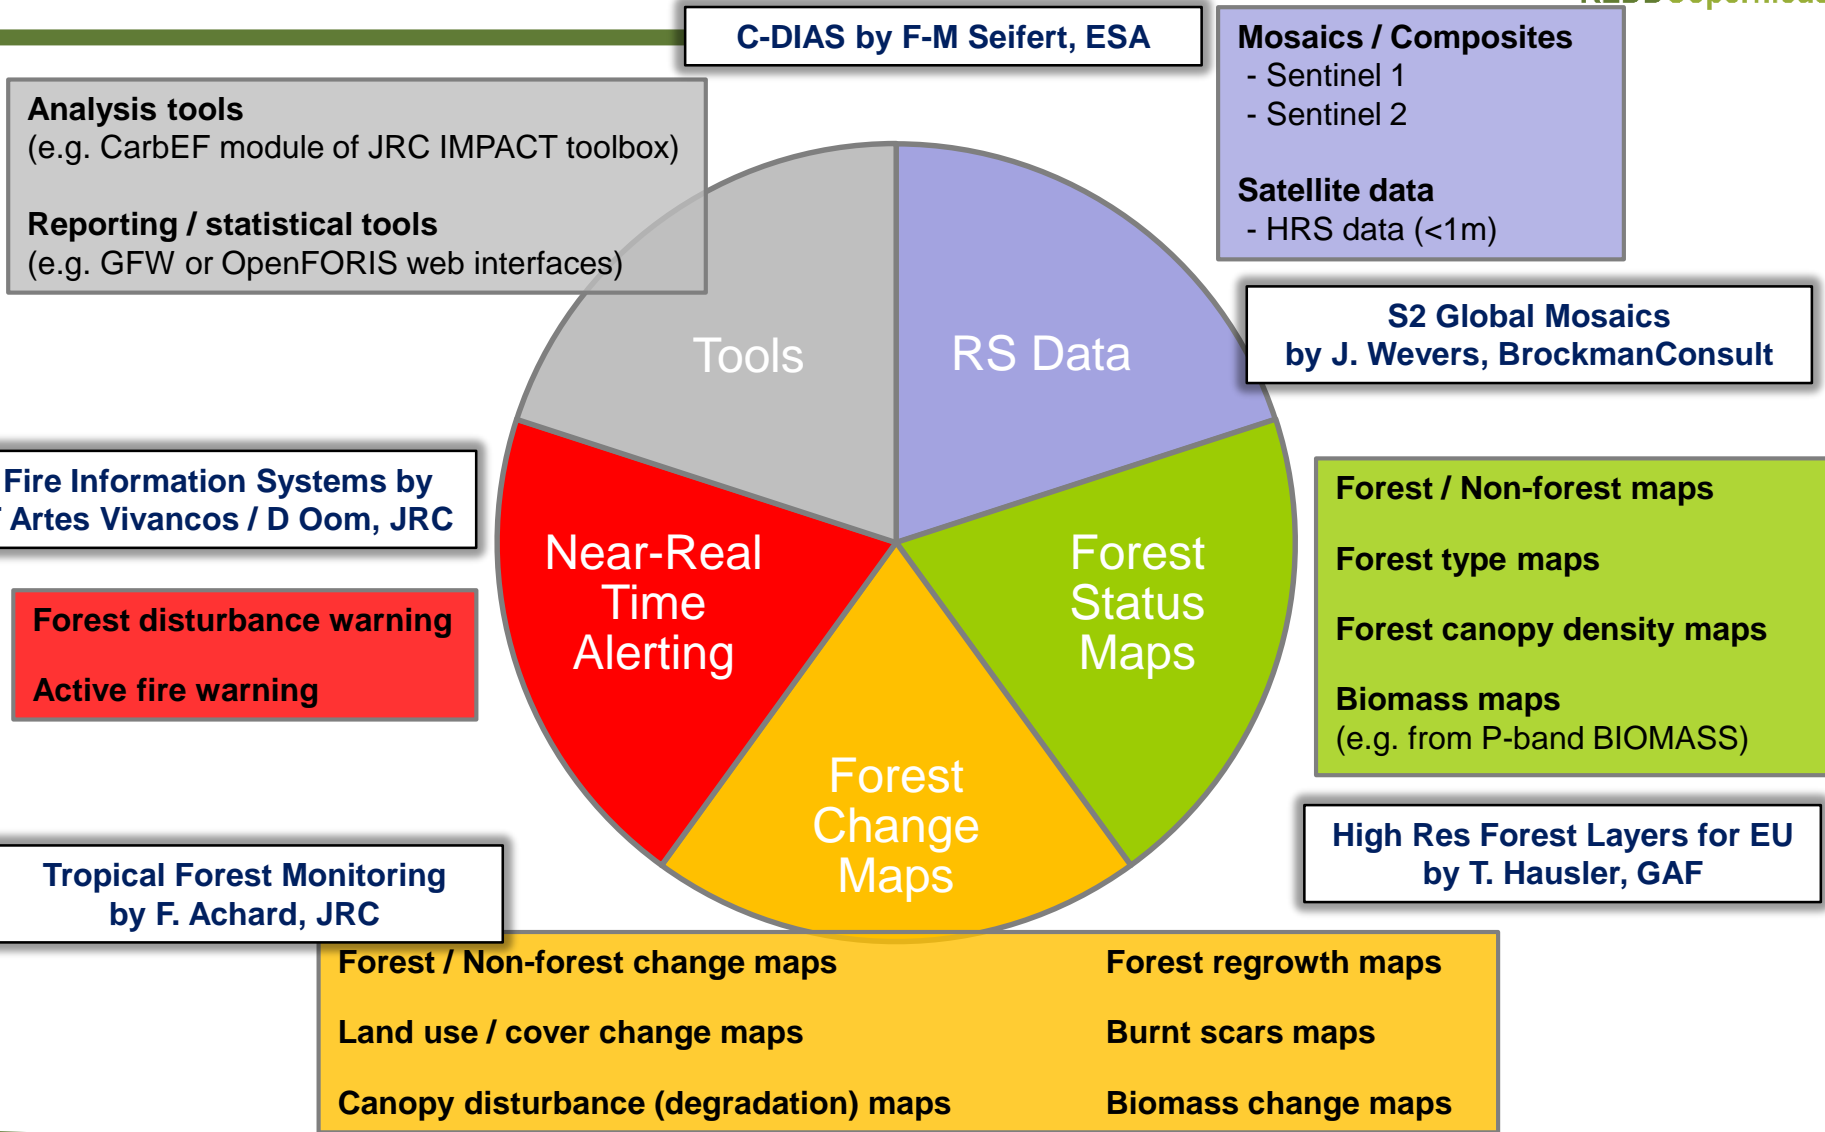 C-DIAS by F-M Seifert, ESA
Mosaics / Composites
- Sentinel 1
- Sentinel 2
Satellite data
- HRS data (<1m)
Analysis tools
(e.g. CarbEF module of JRC IMPACT toolbox)
Reporting / statistical tools
(e.g. GFW or OpenFORIS web interfaces)
Tools
RS Data
S2 Global Mosaics
by J. Wevers, BrockmanConsult
Fire Information Systems by
Artes Vivancos / D Oom, JRC
Near-Real
Time
Alerting
Forest
Status
Maps
Forest / Non-forest maps
Forest type maps
Forest canopy density maps
Biomass maps
(e.g. from P-band BIOMASS)
Forest disturbance warning
Active fire warning
Forest
Change
Maps
High Res Forest Layers for EU
by T. Hausler, GAF
Tropical Forest Monitoring
by F. Achard, JRC
Forest / Non-forest change maps
Land use / cover change maps
Canopy disturbance (degradation) maps
Forest regrowth maps
Burnt scars maps
Biomass change maps